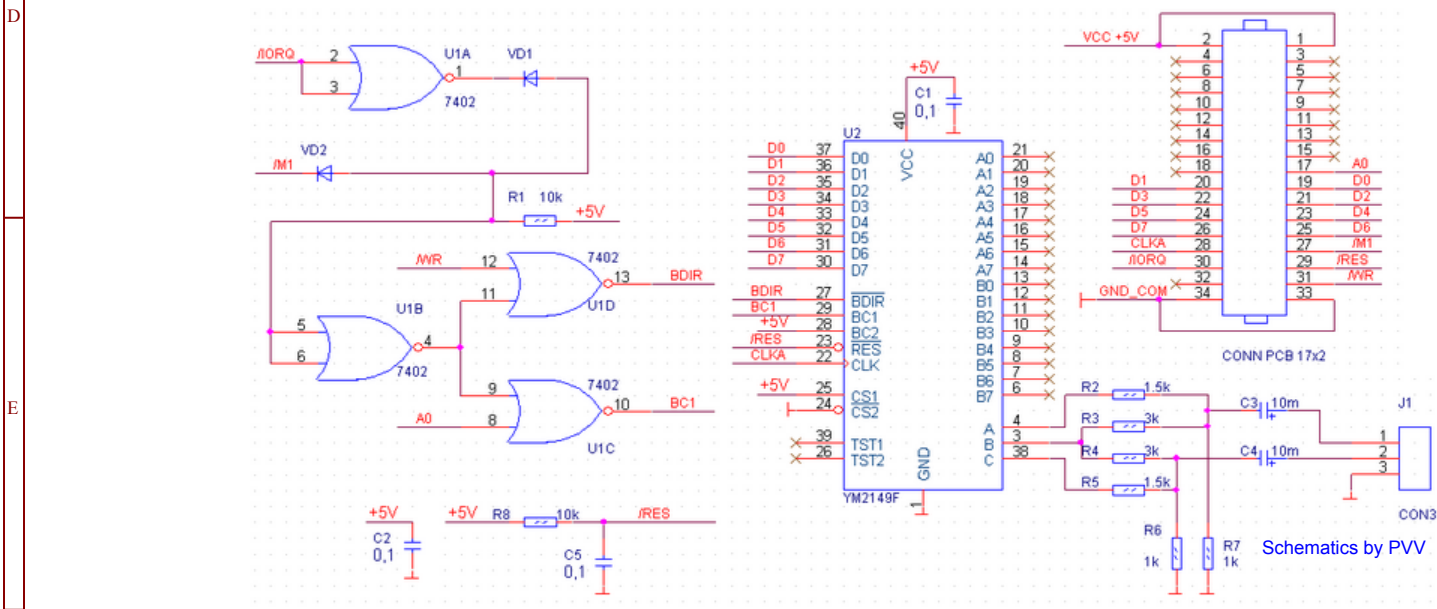 D
E
/IORQ
2
3
U1A
1
7402
VD1
VD2
/M1
R1 10k
+5V
/WR
12
11
7402
13
BDIR
U1D
U1B
5
6
4
7402
9
8
7402
10
BC1
A0
U1C
+5V
C2
0,1
+5V
R8
10k
/RES
C5
0,1
+5V
C1
0,1
40
U2
VCC
D0 37 D0
D1 36 D1
D2 35 D2
D3 34 D3
D4 33 D4
D5 32 D5
D6 31 D6
D7 30 D7
BDIR 27 BDIR
BC1 29 BC1
+5V 28 BC2
/RES 23 RES
CLKA 22 CLK
+5V 25 CS1
24 CS2
39 TST1
26 TST2
A0 21
A1 20
A2 19
A3 18
A4 17
A5 16
A6 15
A7 14
B0 13
B1 12
B2 11
B3 10
B4 9
B5 8
B6 7
B7 6
A 4
B 3
C 38
GND
1
YM2149F
VCC +5V
2 1
4 3
6 5
8 7
10 9
12 11
14 13
16 15
18 17 A0
D1 20 19 D0
D3 22 21 D2
D5 24 23 D4
D7 26 25 D6
CLKA 28 27 /M1
/IORQ 30 29 /RES
32 31 /WR
GND_COM 34 33
CONN PCB 17x2
R2 1.5k
R3 3k
R4 3k
R5 1.5k
R6
1k
R7
1k
C3 10m
+
C4 10m
+
J1
1
2
3
CON3
Schematics by PVV